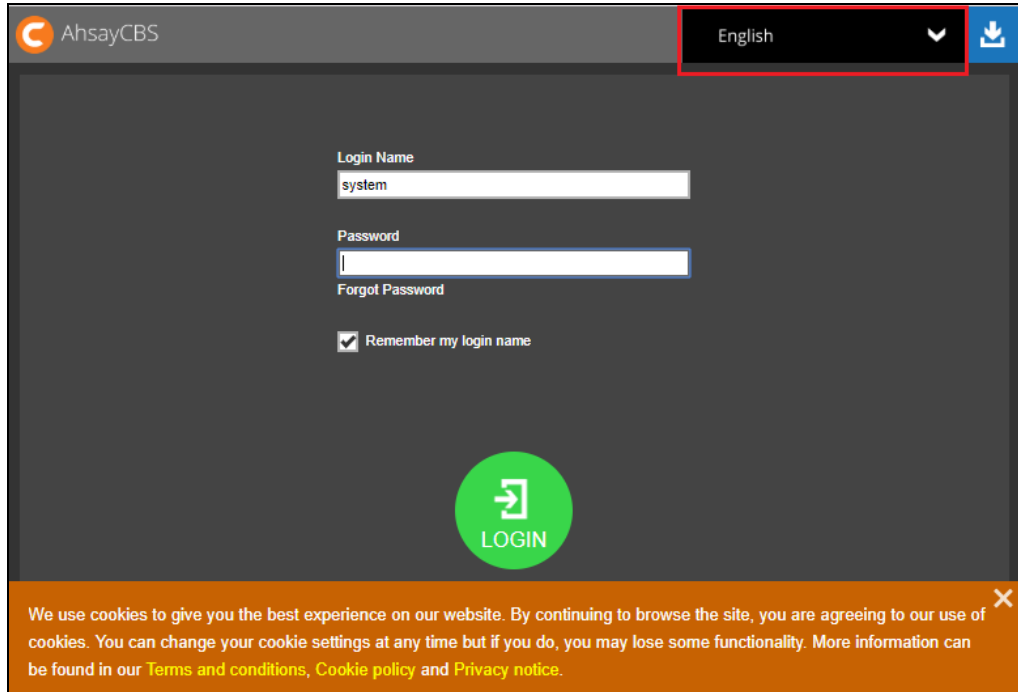 AhsayCBS
English
Login Name
system
Password
Forgot Password
Remember my login name
LOGIN
We use cookies to give you the best experience on our website. By continuing to browse the site, you are agreeing to our use of
cookies. You can change your cookie settings at any time but if you do, you may lose some functionality. More information can
be found in our Terms and conditions, Cookie policy and Privacy notice.